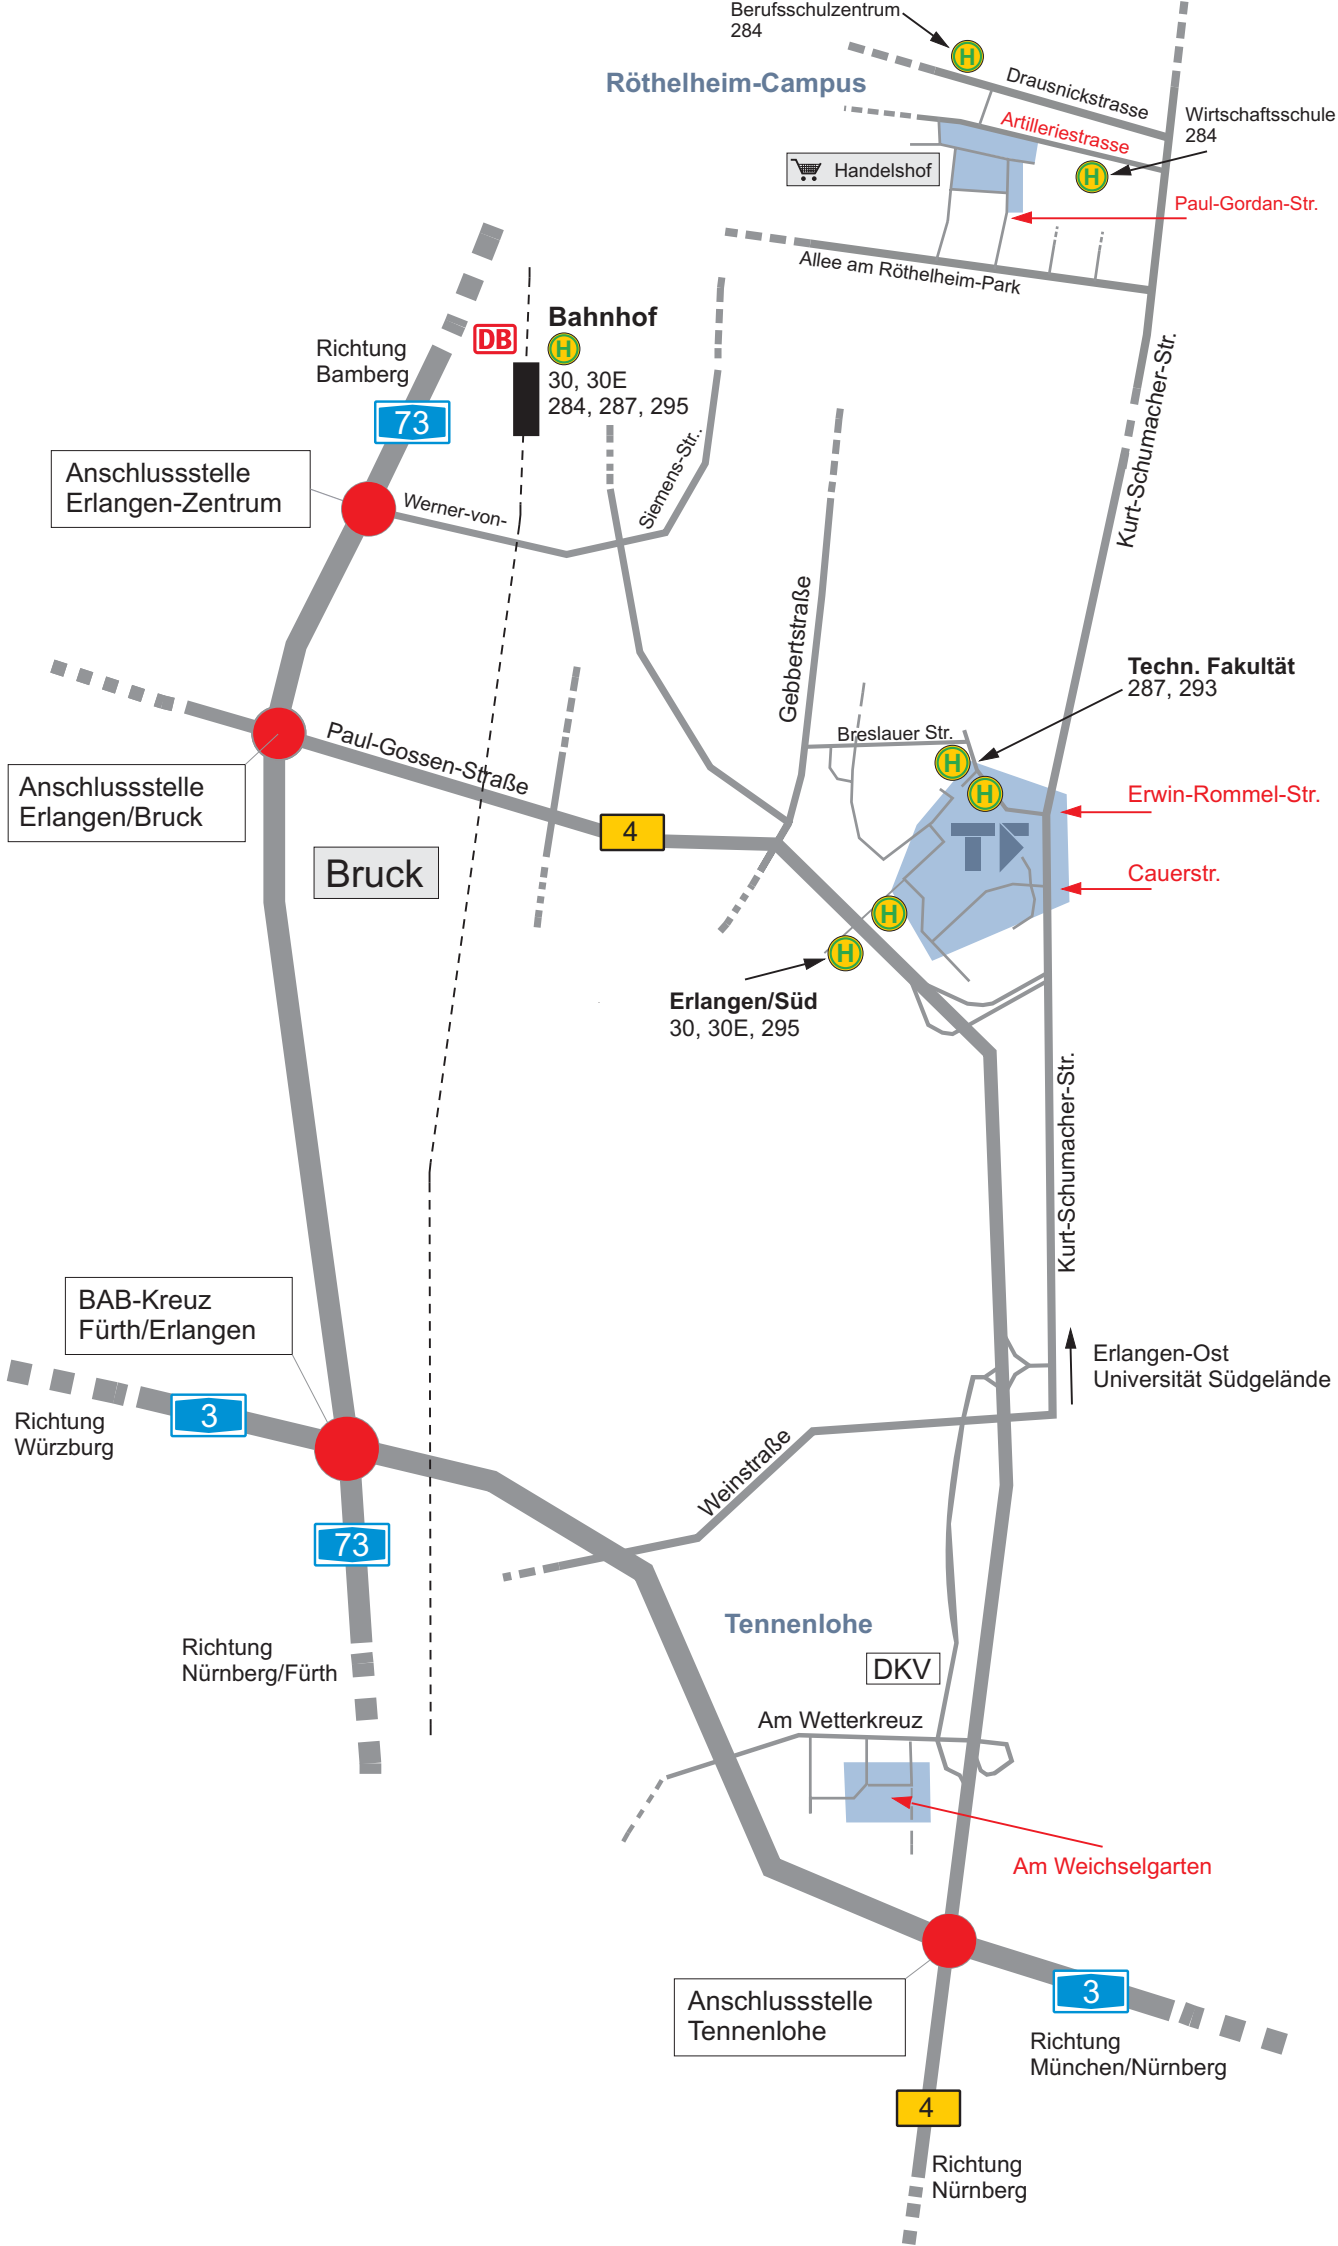 Berufsschulzentrum
284
H
Drausnickstrasse
Röthelheim-Campus
Artilleriestrasse
Wirtschaftsschule
284
H
Handelshof
Paul-Gordan-Str.
Allee am Röthelheim-Park
DB
Bahnhof
H
30, 30E
284, 287, 295
Richtung
Bamberg
73
Kurt-Schumacher-Str.
Anschlussstelle
Erlangen-Zentrum
Werner-von-
Siemens-Str..
Gebbertstraße
Techn. Fakultät
287, 293
Breslauer Str.
H
H
Paul-Gossen-Straße
Anschlussstelle
Erlangen/Bruck
4
Erwin-Rommel-Str.
Bruck
Cauerstr.
H
H
Erlangen/Süd
30, 30E, 295
Kurt-Schumacher-Str.
BAB-Kreuz
Fürth/Erlangen
Erlangen-Ost
Universität Südgelände
3
Richtung
Würzburg
Weinstraße
73
Richtung
Nürnberg/Fürth
Tennenlohe
DKV
Am Wetterkreuz
Am Weichselgarten
Anschlussstelle
Tennenlohe
3
Richtung
München/Nürnberg
4
Richtung
Nürnberg